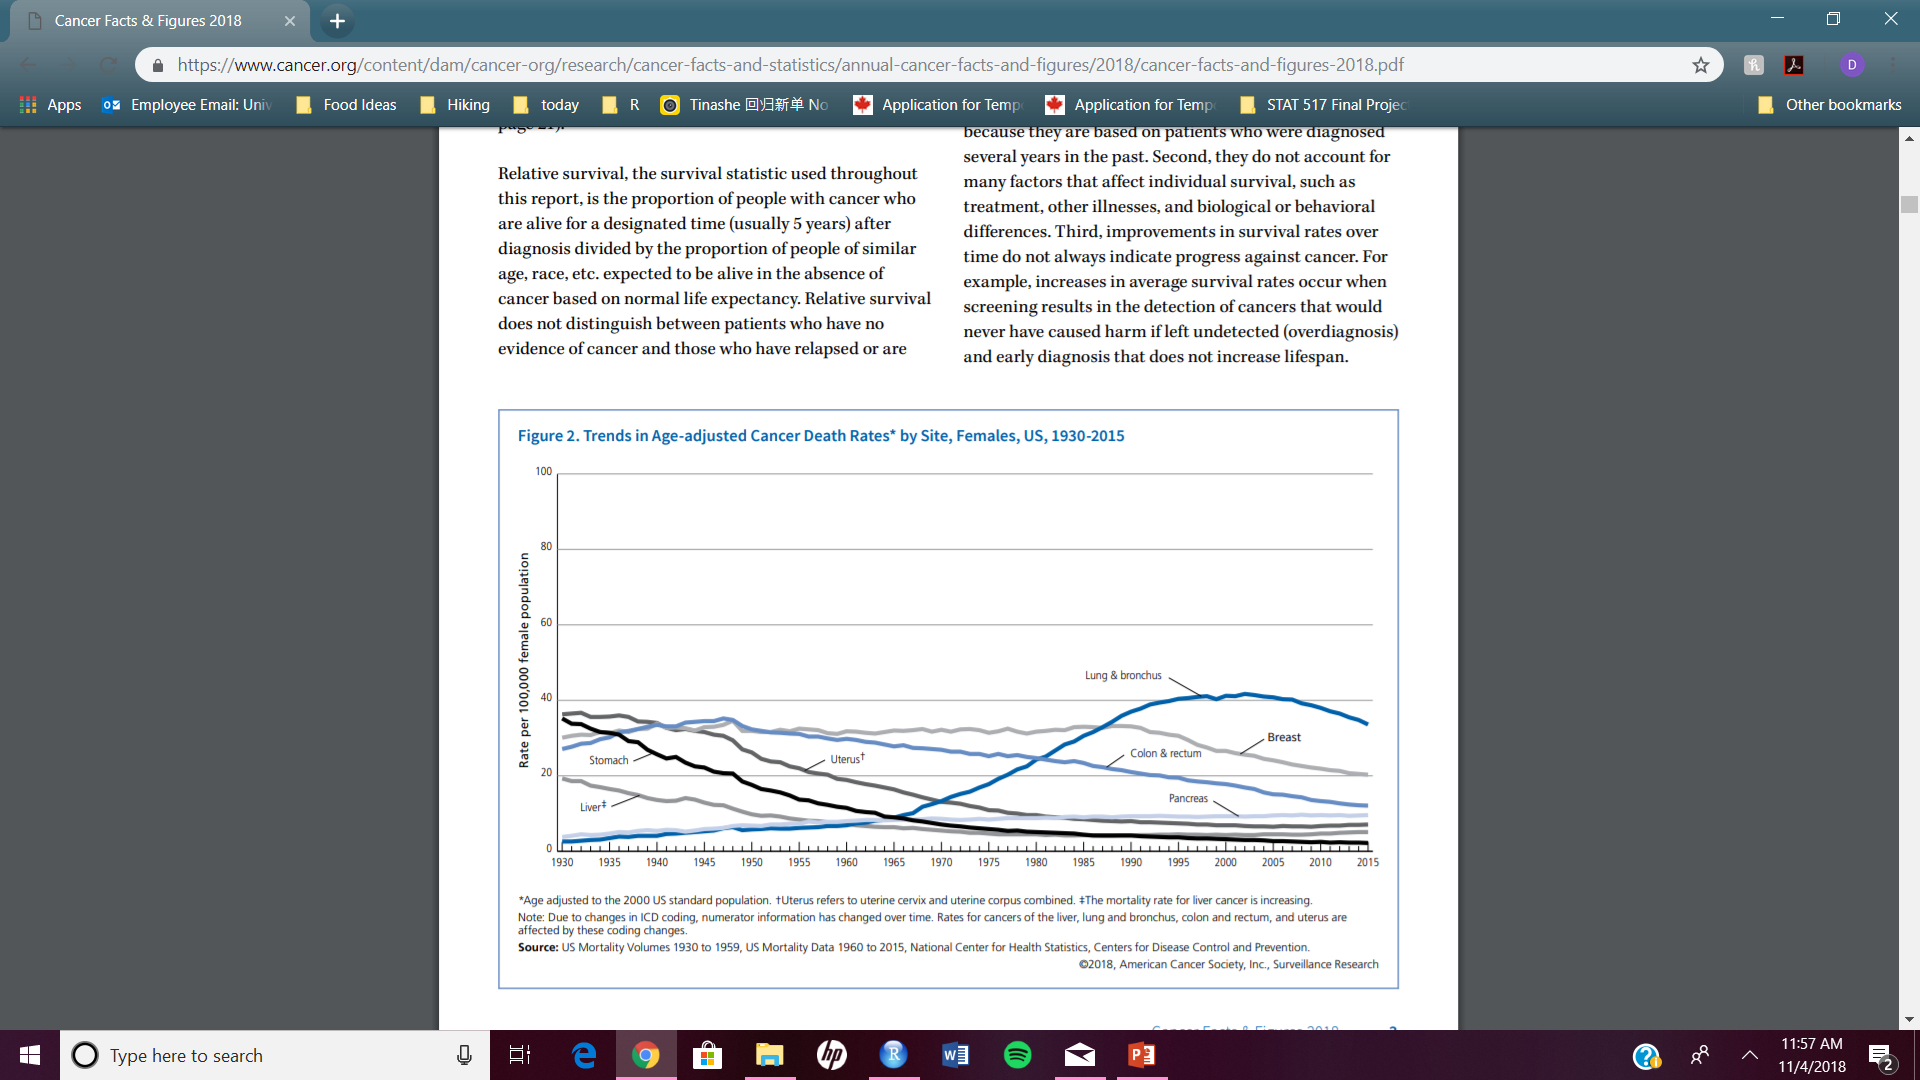 Cancer Facts & Figures 2018
https://www.cancer.org/content/dam/cancer-org/research/cancer-facts-and-statistics/annual-cancer-facts-and-figures/2018/cancer-facts-and-figures-2018.pdf
D
Apps
Employee Email: Univ
Food Ideas
Hiking
today
R
Tinashe 回归新单 No
Application for Temp
Application for Temp
STAT 517 Final Projec
Other bookmarks
page 21).
Relative survival, the survival statistic used throughout
this report, is the proportion of people with cancer who
are alive for a designated time (usually 5 years) after
diagnosis divided by the proportion of people of similar
age, race, etc. expected to be alive in the absence of
cancer based on normal life expectancy. Relative survival
does not distinguish between patients who have no
evidence of cancer and those who have relapsed or are
because they are based on patients who were diagnosed
several years in the past. Second, they do not account for
many factors that affect individual survival, such as
treatment, other illnesses, and biological or behavioral
differences. Third, improvements in survival rates over
time do not always indicate progress against cancer. For
example, increases in average survival rates occur when
screening results in the detection of cancers that would
never have caused harm if left undetected (overdiagnosis)
and early diagnosis that does not increase lifespan.
Figure 2. Trends in Age-adjusted Cancer Death Rates* by Site, Females, US, 1930-2015
Rate per 100,000 female population
100
80
60
40
20
0
Lung & bronchus
Breast
Colon & rectum
Uterus†
Stomach
Pancreas
Liver‡
1930 1935 1940 1945 1950 1955 1960 1965 1970 1975 1980 1985 1990 1995 2000 2005 2010 2015
*Age adjusted to the 2000 US standard population. †Uterus refers to uterine cervix and uterine corpus combined. ‡The mortality rate for liver cancer is increasing.
Note: Due to changes in ICD coding, numerator information has changed over time. Rates for cancers of the liver, lung and bronchus, colon and rectum, and uterus are
affected by these coding changes.
Source: US Mortality Volumes 1930 to 1959, US Mortality Data 1960 to 2015, National Center for Health Statistics, Centers for Disease Control and Prevention.
©2018, American Cancer Society, Inc., Surveillance Research
Cancer Facts & Figures 2018
Type here to search
hp
R
11:57 AM
11/4/2018
2